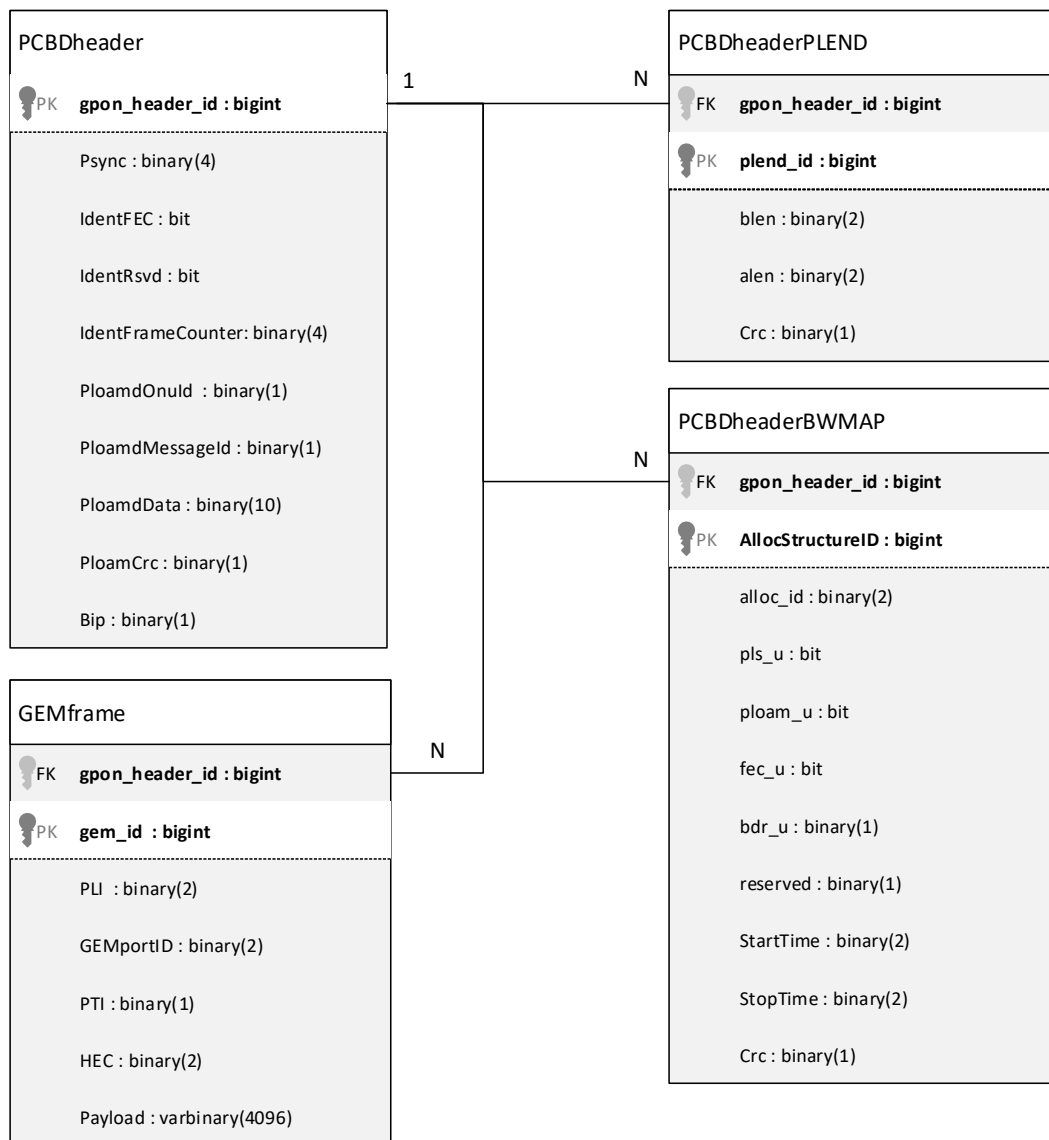 PCBDheader
PK gpon_header_id : bigint
Psync : binary(4)
IdentFEC : bit
IdentRsvd : bit
IdentFrameCounter: binary(4)
PloamdOnuId : binary(1)
PloamdMessageId : binary(1)
PloamdData : binary(10)
PloamCrc : binary(1)
Bip : binary(1)
1
N
PCBDheaderPLEND
FK gpon_header_id : bigint
PK plend_id : bigint
blen : binary(2)
alen : binary(2)
Crc : binary(1)
N
PCBDheaderBWMAP
FK gpon_header_id : bigint
PK AllocStructureID : bigint
alloc_id : binary(2)
pls_u : bit
ploam_u : bit
fec_u : bit
bdr_u : binary(1)
reserved : binary(1)
StartTime : binary(2)
StopTime : binary(2)
Crc : binary(1)
GEMframe
N
FK gpon_header_id : bigint
PK gem_id : bigint
PLI : binary(2)
GEMportID : binary(2)
PTI : binary(1)
HEC : binary(2)
Payload : varbinary(4096)